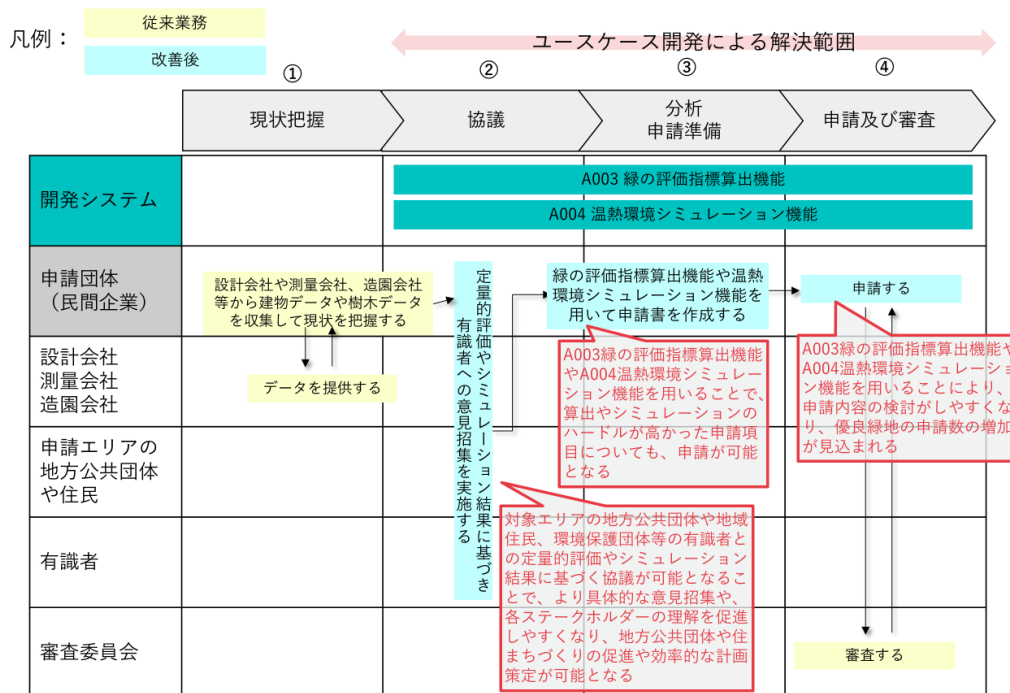 凡例：
従来業務
改善後
ユースケース開発による解決範囲
①
②
③
④
現状把握
協議
分析
申請準備
申請及び審査
開発システム
A003 緑の評価指標算出機能
A004 温熱環境シミュレーション機能
申請団体
（民間企業）
設計会社や測量会社、造園会社
等から建物データや樹木データ
を収集して現状を把握する
定量的評価やシミュレーション結果に基づき
有識者への意見招集を実施する
緑の評価指標算出機能や温熱
環境シミュレーション機能を
用いて申請書を作成する
申請する
設計会社
測量会社
造園会社
データを提供する
A003緑の評価指標算出機能
やA004温熱環境シミュレー
ション機能を用いることで、
算出やシミュレーションの
ハードルが高かった申請項
目についても、申請が可能
となる
A003緑の評価指標算出機能や
A004温熱環境シミュレーショ
ン機能を用いることにより、
申請内容の検討がしやすくな
り、優良緑地の申請数の増加
が見込まれる
申請エリアの
地方公共団体
や住民
有識者
対象エリアの地方公共団体や地域
住民、環境保護団体等の有識者と
の定量的評価やシミュレーション
結果に基づく協議が可能となるこ
とで、より具体的な意見招集や、
各ステークホルダーの理解を促進
しやすくなり、地方公共団体や住
まちづくりの促進や効率的な計画
策定が可能となる
審査委員会
審査する